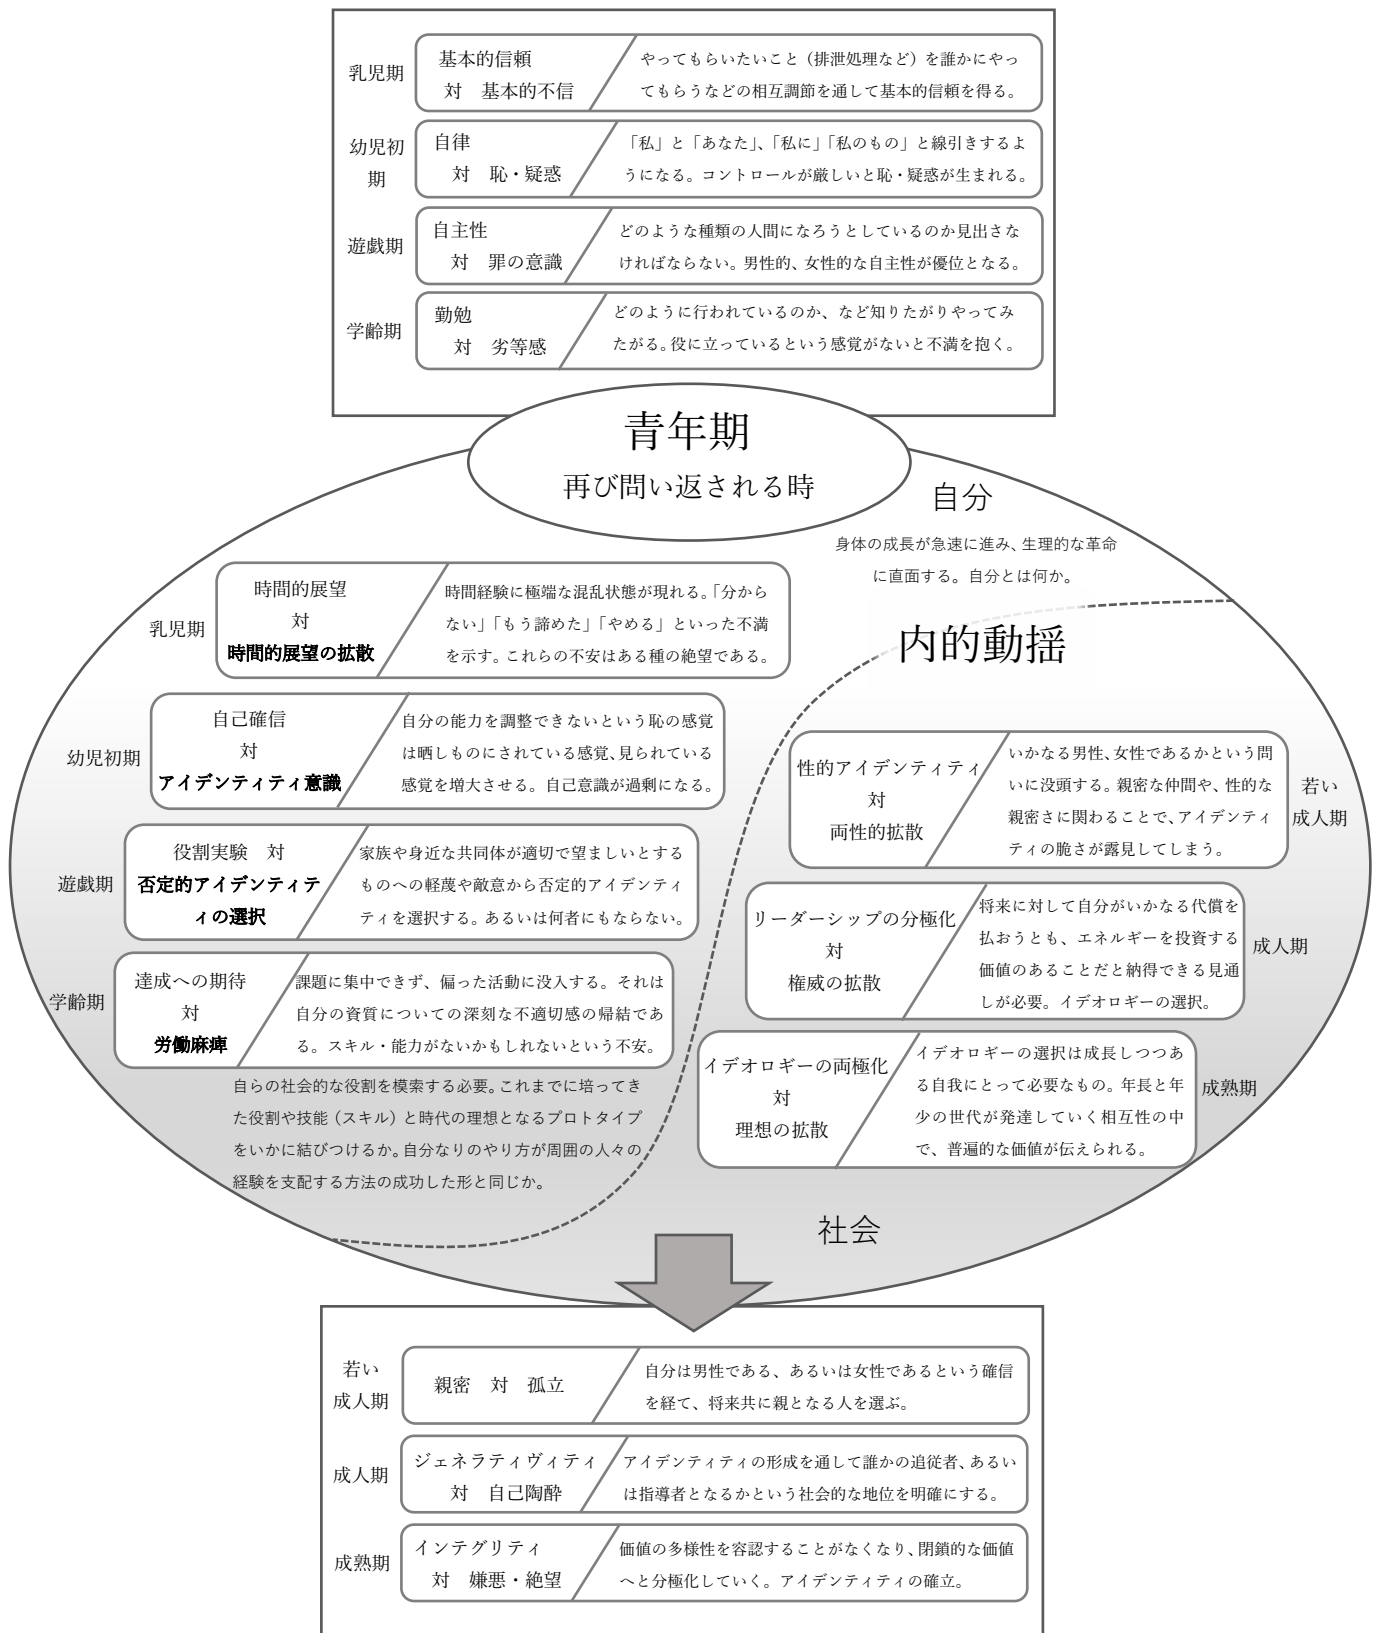 乳児期
基本的信頼
対　基本的不信
やってもらいたいこと（排泄処理など）を誰かにやっ
てもらうなどの相互調節を通して基本的信頼を得る。
幼児初
期
自律
対　恥・疑惑
「私」と「あなた」、「私に」「私のもの」と線引きするよ
うになる。コントロールが厳しいと恥・疑惑が生まれる。
遊戯期
自主性
対　罪の意識
どのような種類の人間になろうとしているのか見出さな
ければならない。男性的、女性的な自主性が優位となる。
学齢期
勤勉
対　劣等感
どのように行われているのか、など知りたがりやってみ
たがる。役に立っているという感覚がないと不満を抱く。
青年期
再び問い返される時
自分
身体の成長が急速に進み、生理的な革命
に直面する。自分とは何か。
内的動揺
乳児期
時間的展望
対
時間的展望の拡散
時間経験に極端な混乱状態が現れる。「分から
ない」「もう諦めた」「やめる」といった不満
を示す。これらの不安はある種の絶望である。
幼児初期
自己確信
対
アイデンティティ意識
自分の能力を調整できないという恥の感覚
は晒しものにされている感覚、見られている
感覚を増大させる。自己意識が過剰になる。
遊戯期
役割実験　対
否定的アイデンティテ
ィの選択
家族や身近な共同体が適切で望ましいとする
ものへの軽蔑や敵意から否定的アイデンティ
ティを選択する。あるいは何者にもならない。
学齢期
達成への期待
対
労働麻痺
課題に集中できず、偏った活動に没入する。それは
自分の資質についての深刻な不適切感の帰結であ
る。スキル・能力がないかもしれないという不安。
自らの社会的な役割を模索する必要。これまでに培ってき
た役割や技能（スキル）と時代の理想となるプロトタイプ
をいかに結びつけるか。自分なりのやり方が周囲の人々の
経験を支配する方法の成功した形と同じか。
性的アイデンティティ
対
両性的拡散
いかなる男性、女性であるかという問
いに没頭する。親密な仲間や、性的な
親密さに関わることで、アイデンティ
ティの脆さが露見してしまう。
若い
成人期
リーダーシップの分極化
対
権威の拡散
将来に対して自分がいかなる代償を
払おうとも、エネルギーを投資する
価値のあることだと納得できる見通
しが必要。イデオロギーの選択。
成人期
イデオロギーの両極化
対
理想の拡散
イデオロギーの選択は成長しつつあ
る自我にとって必要なもの。年長と年
少の世代が発達していく相互性の中
で、普遍的な価値が伝えられる。
成熟期
社会
若い
成人期
親密　対　孤立
自分は男性である、あるいは女性であるという確信
を経て、将来共に親となる人を選ぶ。
成人期
ジェネラティヴィティ
対　自己陶酔
アイデンティティの形成を通して誰かの追従者、あるい
は指導者となるかという社会的な地位を明確にする。
成熟期
インテグリティ
対　嫌悪・絶望
価値の多様性を容認することがなくなり、閉鎖的な価値
へと分極化していく。アイデンティティの確立。